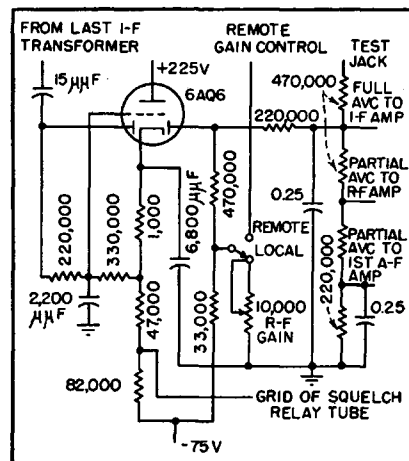 FROM LAST I-F
TRANSFORMER
REMOTE
GAIN CONTROL
TEST
JACK
15μμF
+225V
6AQ6
470,000
FULL
AVC TO
I-F AMP
220,000
PARTIAL
AVC TO
R-F AMP
470,000
0.25
REMOTE
LOCAL
PARTIAL
AVC TO
1ST A-F
AMP
220,000
330,000
1,000
6,800μμF
220,000
0.25
2,200
μμF
47,000
33,000
10,000
R-F
GAIN
82,000
GRID OF SQUELCH
RELAY TUBE
-75V